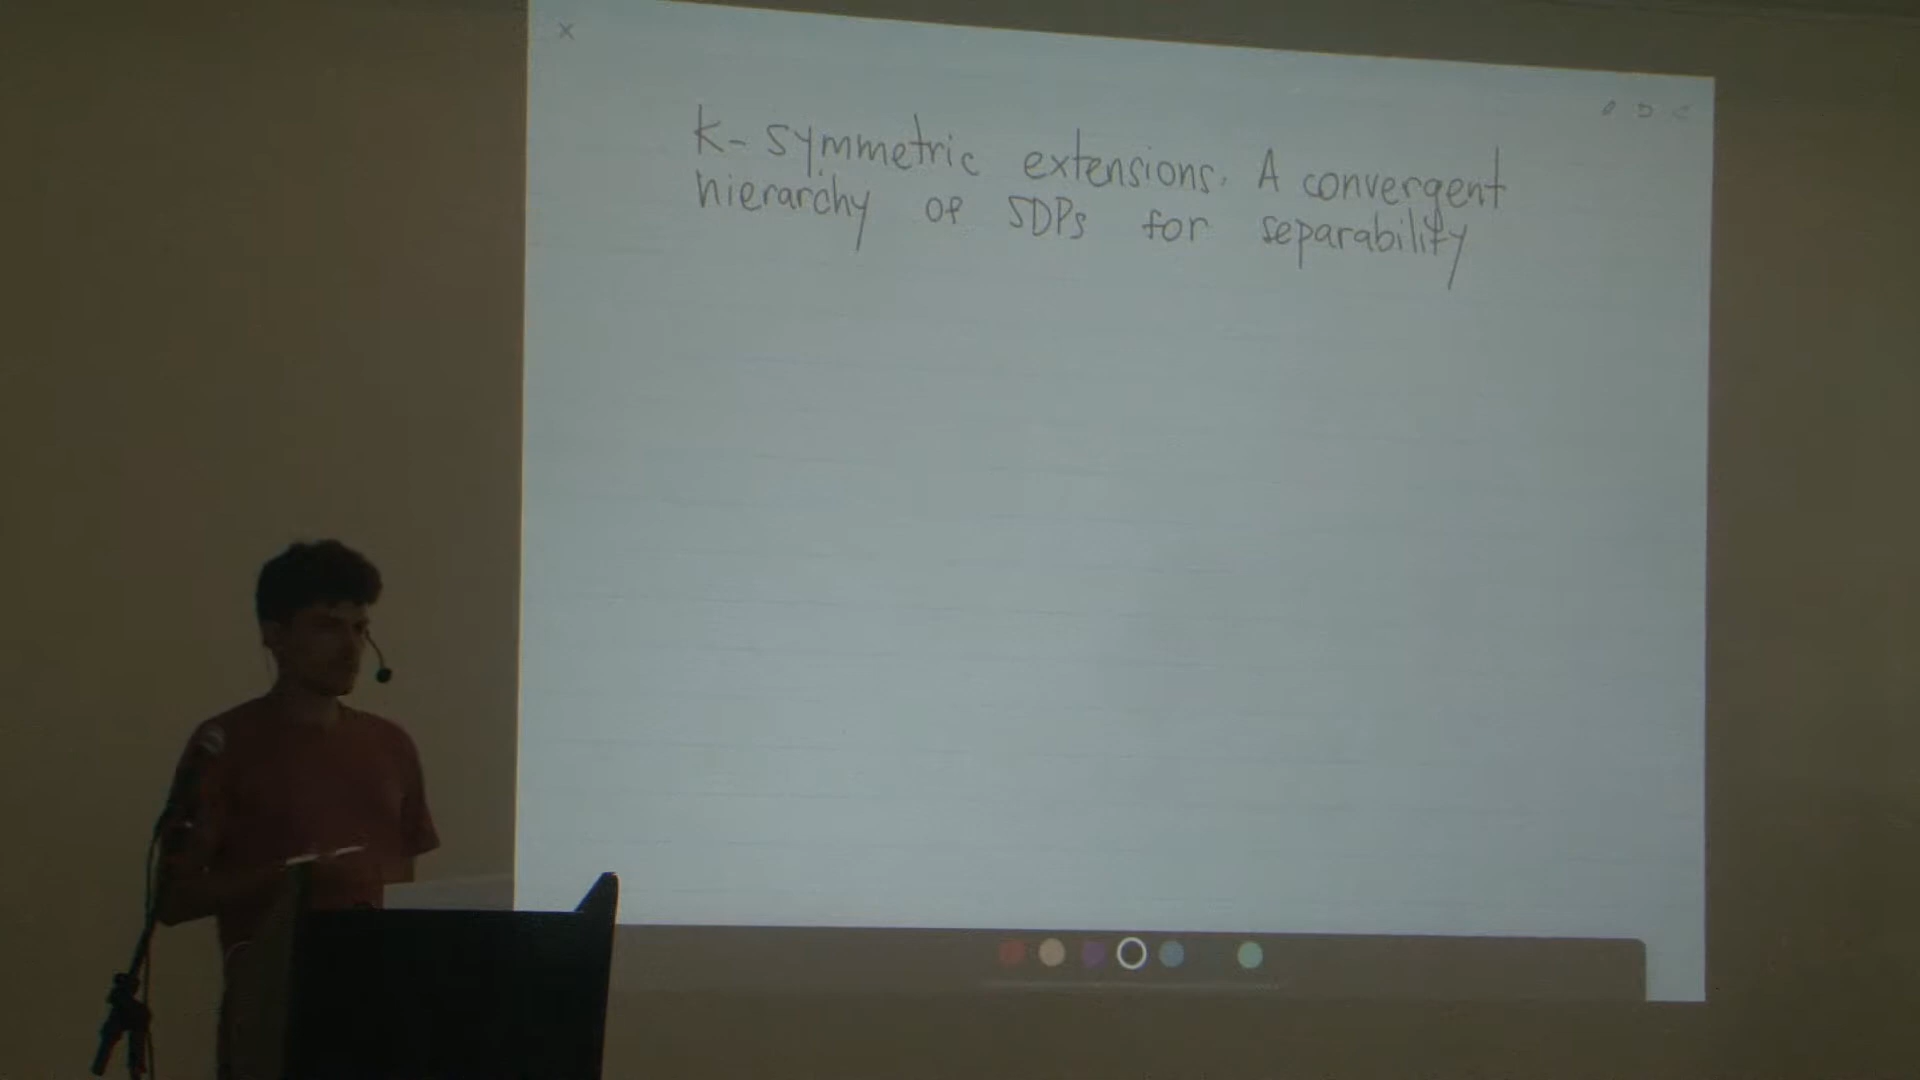 k- symmetric extensions. A convergent
hierarchy of SDPs for separability